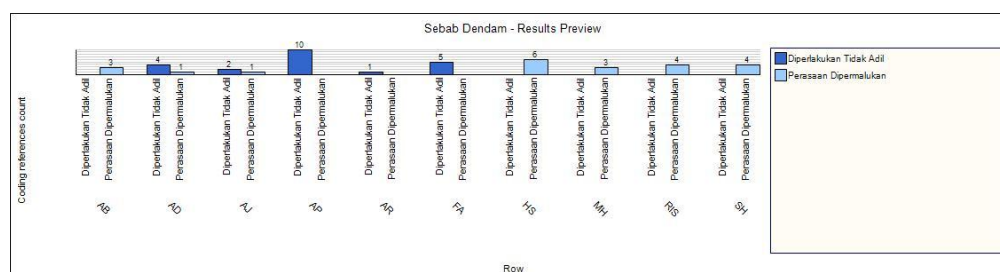 Sebab Dendam - Results Preview
Coding references count
3
4
1
2
1
10
1
5
6
3
4
4
Diperlakukan Tidak Adil
Perasaan Dipermalukan
Diperlakukan Tidak Adil
Perasaan Dipermalukan
Diperlakukan Tidak Adil
Perasaan Dipermalukan
Diperlakukan Tidak Adil
Perasaan Dipermalukan
Diperlakukan Tidak Adil
Perasaan Dipermalukan
Diperlakukan Tidak Adil
Perasaan Dipermalukan
Diperlakukan Tidak Adil
Perasaan Dipermalukan
Diperlakukan Tidak Adil
Perasaan Dipermalukan
Diperlakukan Tidak Adil
Perasaan Dipermalukan
Diperlakukan Tidak Adil
Perasaan Dipermalukan
AB
AD
AJ
AP
AR
FA
HS
MH
RIS
SH
Row
Diperlakukan Tidak Adil
Perasaan Dipermalukan